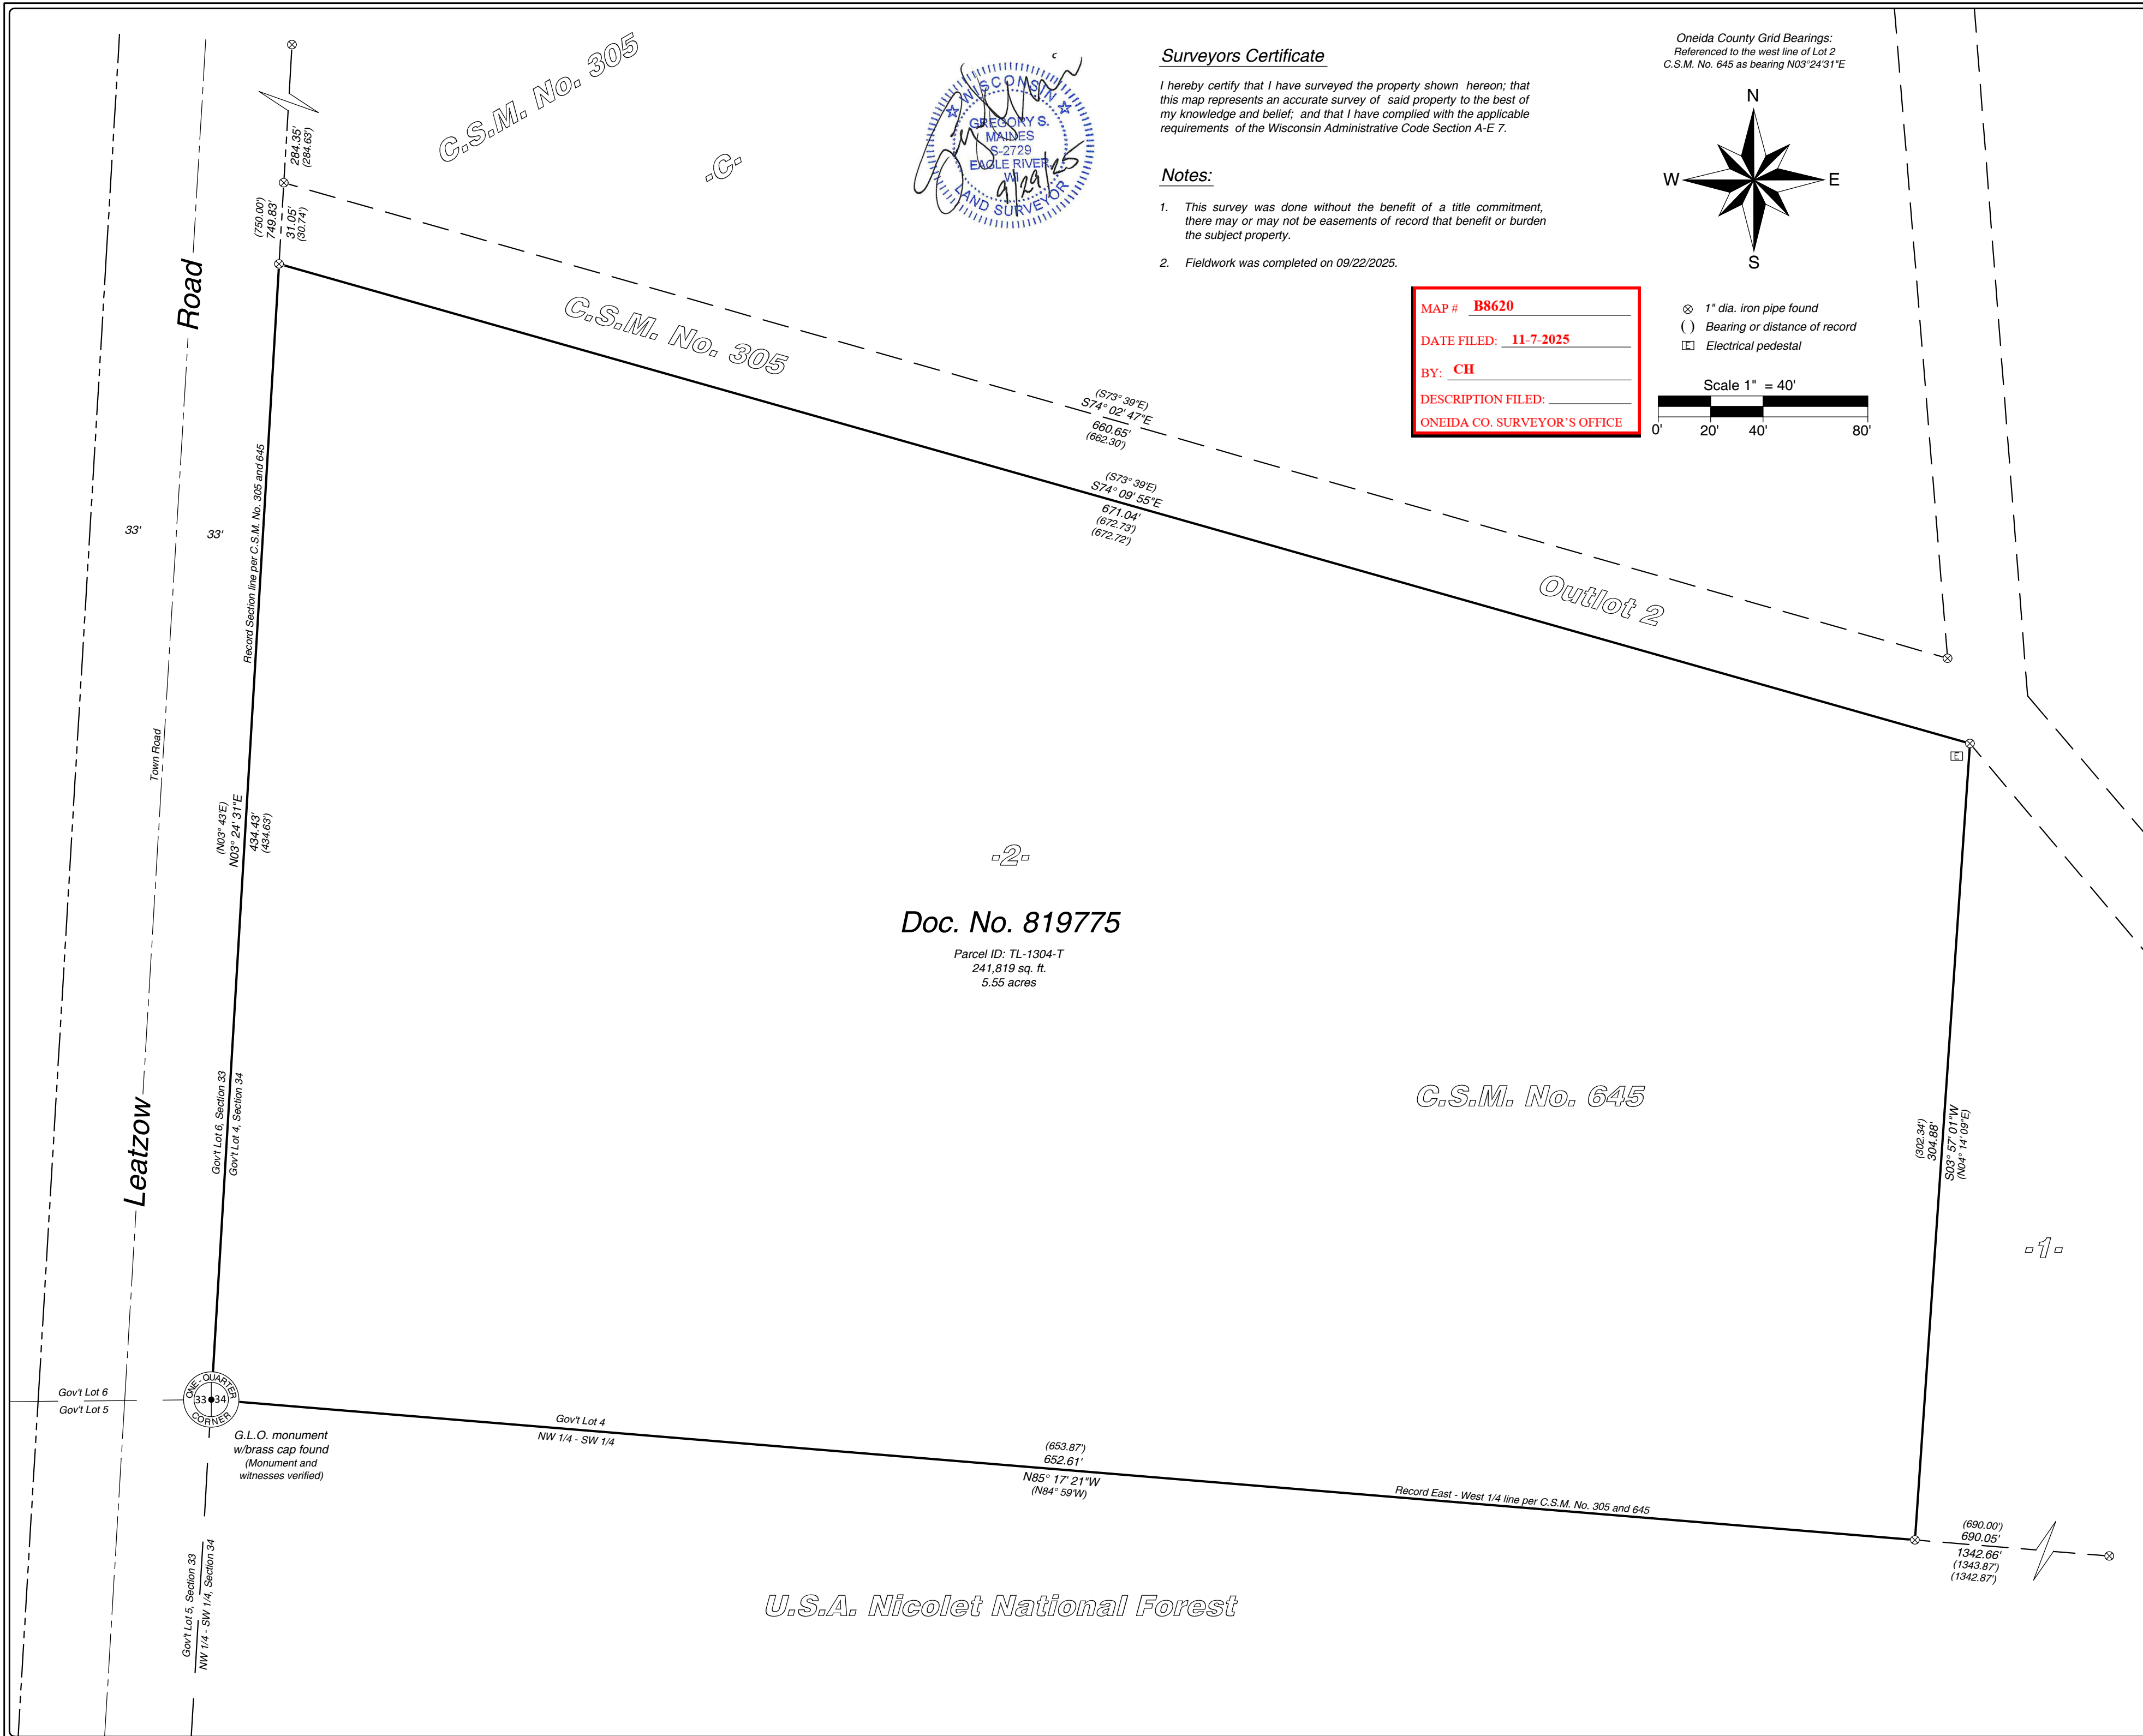 C.S.M. No. 305
-C-
284.35'
(284.63')
(750.00')
749.83'
31.05'
(30.74')
WISCONSIN
GREGORY S.
MAINES
S-2729
EAGLE RIVER,
WI
LAND SURVEYOR
9/29/25
Surveyors Certificate
I hereby certify that I have surveyed the property shown hereon; that
this map represents an accurate survey of said property to the best of
my knowledge and belief; and that I have complied with the applicable
requirements of the Wisconsin Administrative Code Section A-E 7.
Notes:
1. This survey was done without the benefit of a title commitment,
there may or may not be easements of record that benefit or burden
the subject property.
2. Fieldwork was completed on 09/22/2025.
Oneida County Grid Bearings:
Referenced to the west line of Lot 2
C.S.M. No. 645 as bearing N03°24'31"E
N
W
E
S
MAP # B8620
DATE FILED: 11-7-2025
BY: CH
DESCRIPTION FILED:
ONEIDA CO. SURVEYOR'S OFFICE
1" dia. iron pipe found
( ) Bearing or distance of record
E Electrical pedestal
Scale 1" = 40'
0' 20' 40' 80'
C.S.M. No. 305
(S73° 39'E)
S74° 02' 47"E
660.65'
(662.30')
(S73° 39'E)
S74° 09' 55"E
671.04'
(672.73')
(672.72')
Outlot 2
E
Leatzow Road
Town Road
33'
33'
Record Section line per C.S.M. No. 305 and 645
(N03° 43'E)
N03° 24' 31"E
434.43'
(434.63')
Gov't Lot 6, Section 33
Gov't Lot 4, Section 34
-2-
Doc. No. 819775
Parcel ID: TL-1304-T
241,819 sq. ft.
5.55 acres
C.S.M. No. 645
(302.34')
304.88'
S03° 57' 01"W
(N04° 14' 09"E)
-1-
Gov't Lot 6
Gov't Lot 5
ONE-QUARTER
33 34
CORNER
G.L.O. monument
w/brass cap found
(Monument and
witnesses verified)
Gov't Lot 4
NW 1/4 - SW 1/4
(653.87')
652.61'
N85° 17' 21"W
(N84° 59'W)
Record East - West 1/4 line per C.S.M. No. 305 and 645
(690.00')
690.05'
1342.66'
(1343.87')
(1342.87')
Gov't Lot 5, Section 33
NW 1/4 - SW 1/4, Section 34
U.S.A. Nicolet National Forest